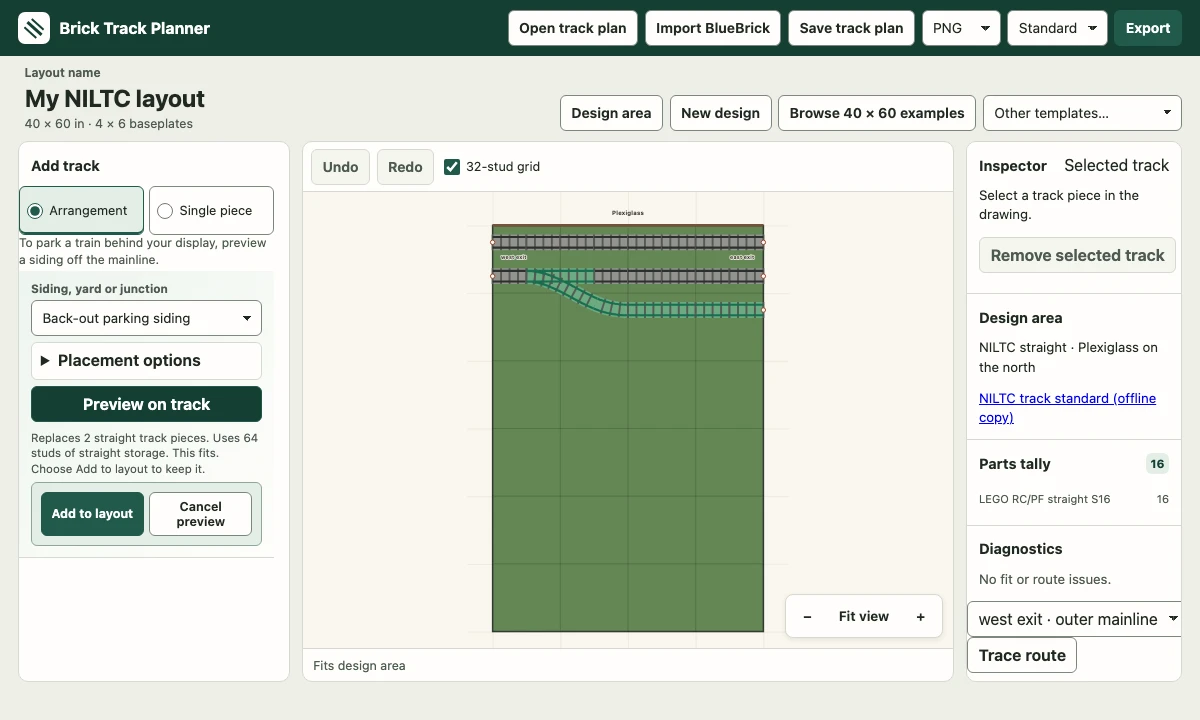 Brick Track Planner
Open track plan
Import BlueBrick
Save track plan
PNG
Standard
Export
Layout name
My NILTC layout
40 × 60 in · 4 × 6 baseplates
Design area
New design
Browse 40 × 60 examples
Other templates...
Add track
Arrangement
Single piece
To park a train behind your display, preview
a siding off the mainline.
Siding, yard or junction
Back-out parking siding
Placement options
Preview on track
Replaces 2 straight track pieces. Uses 64
studs of straight storage. This fits.
Choose Add to layout to keep it.
Add to layout
Cancel
preview
Undo
Redo
32-stud grid
Plexiglass
west exit
east exit
−
Fit view
+
Fits design area
Inspector
Selected track
Select a track piece in the
drawing.
Remove selected track
Design area
NILTC straight · Plexiglass on
the north
NILTC track standard (offline
copy)
Parts tally
16
LEGO RC/PF straight S16
16
Diagnostics
No fit or route issues.
west exit · outer mainline
Trace route